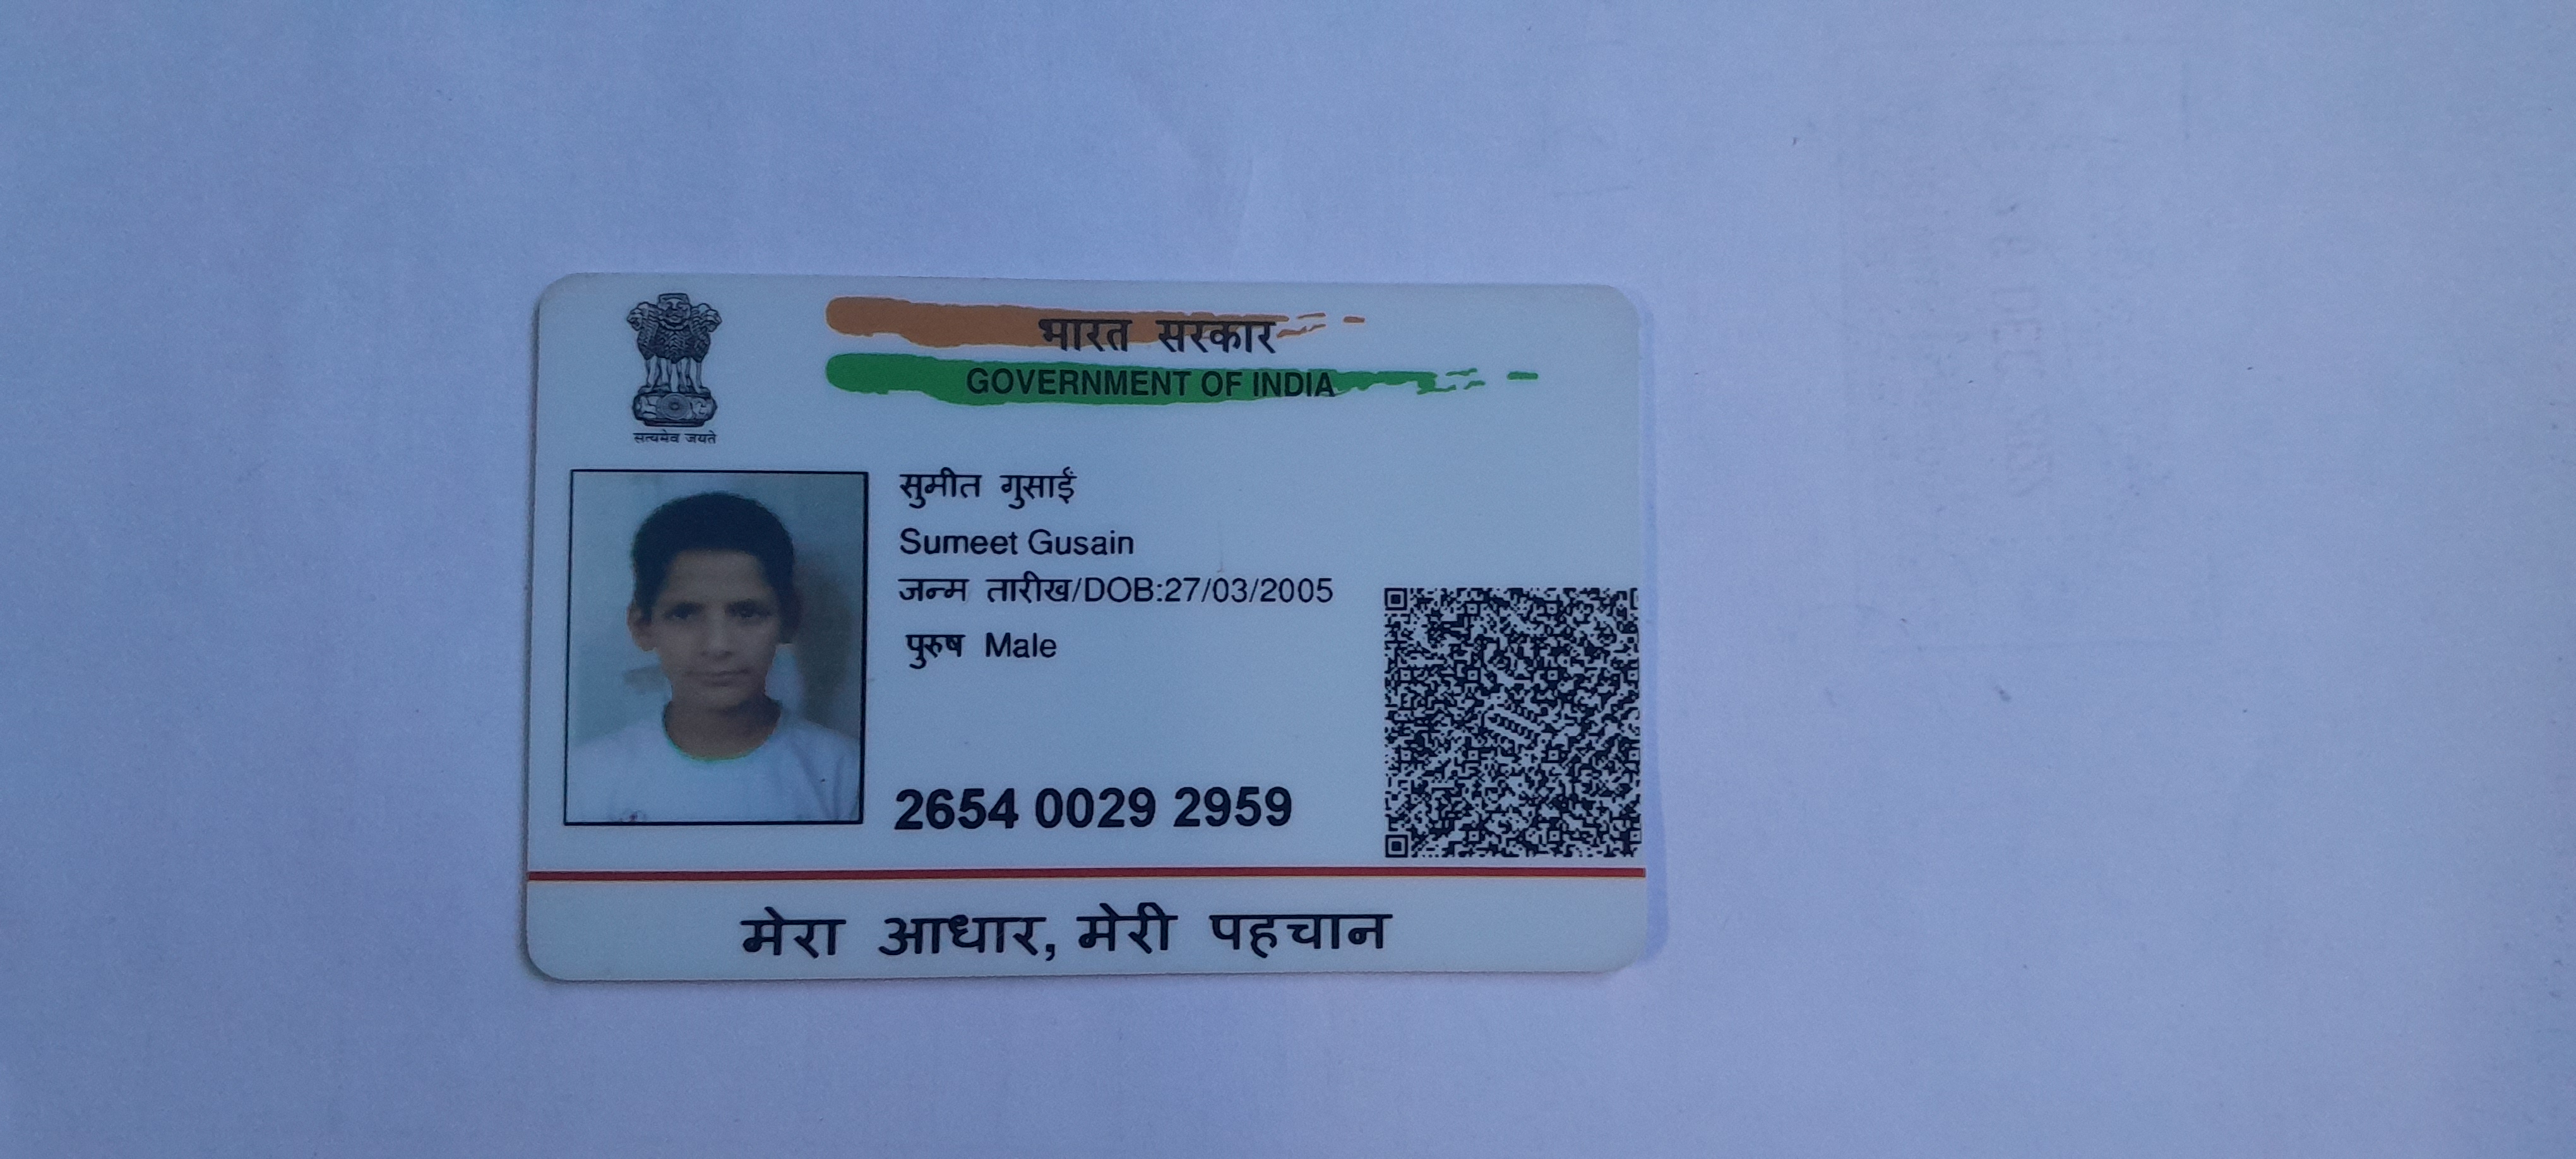 भारत सरकार
GOVERNMENT OF INDIA
सत्यमेव जयते
सुमीत गुसाईं
Sumeet Gusain
जन्म तारीख/DOB:27/03/2005
पुरुष Male
2654 0029 2959
मेरा आधार, मेरी पहचान